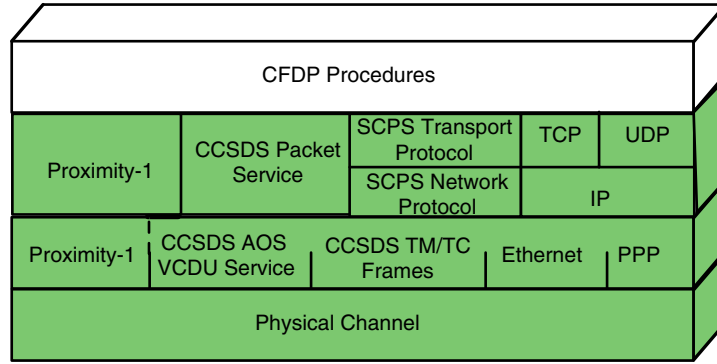 CFDP Procedures
Proximity-1
CCSDS Packet
Service
SCPS Transport
Protocol
TCP
UDP
SCPS Network
Protocol
IP
Proximity-1
CCSDS AOS
VCDU Service
CCSDS TM/TC
Frames
Ethernet
PPP
Physical Channel